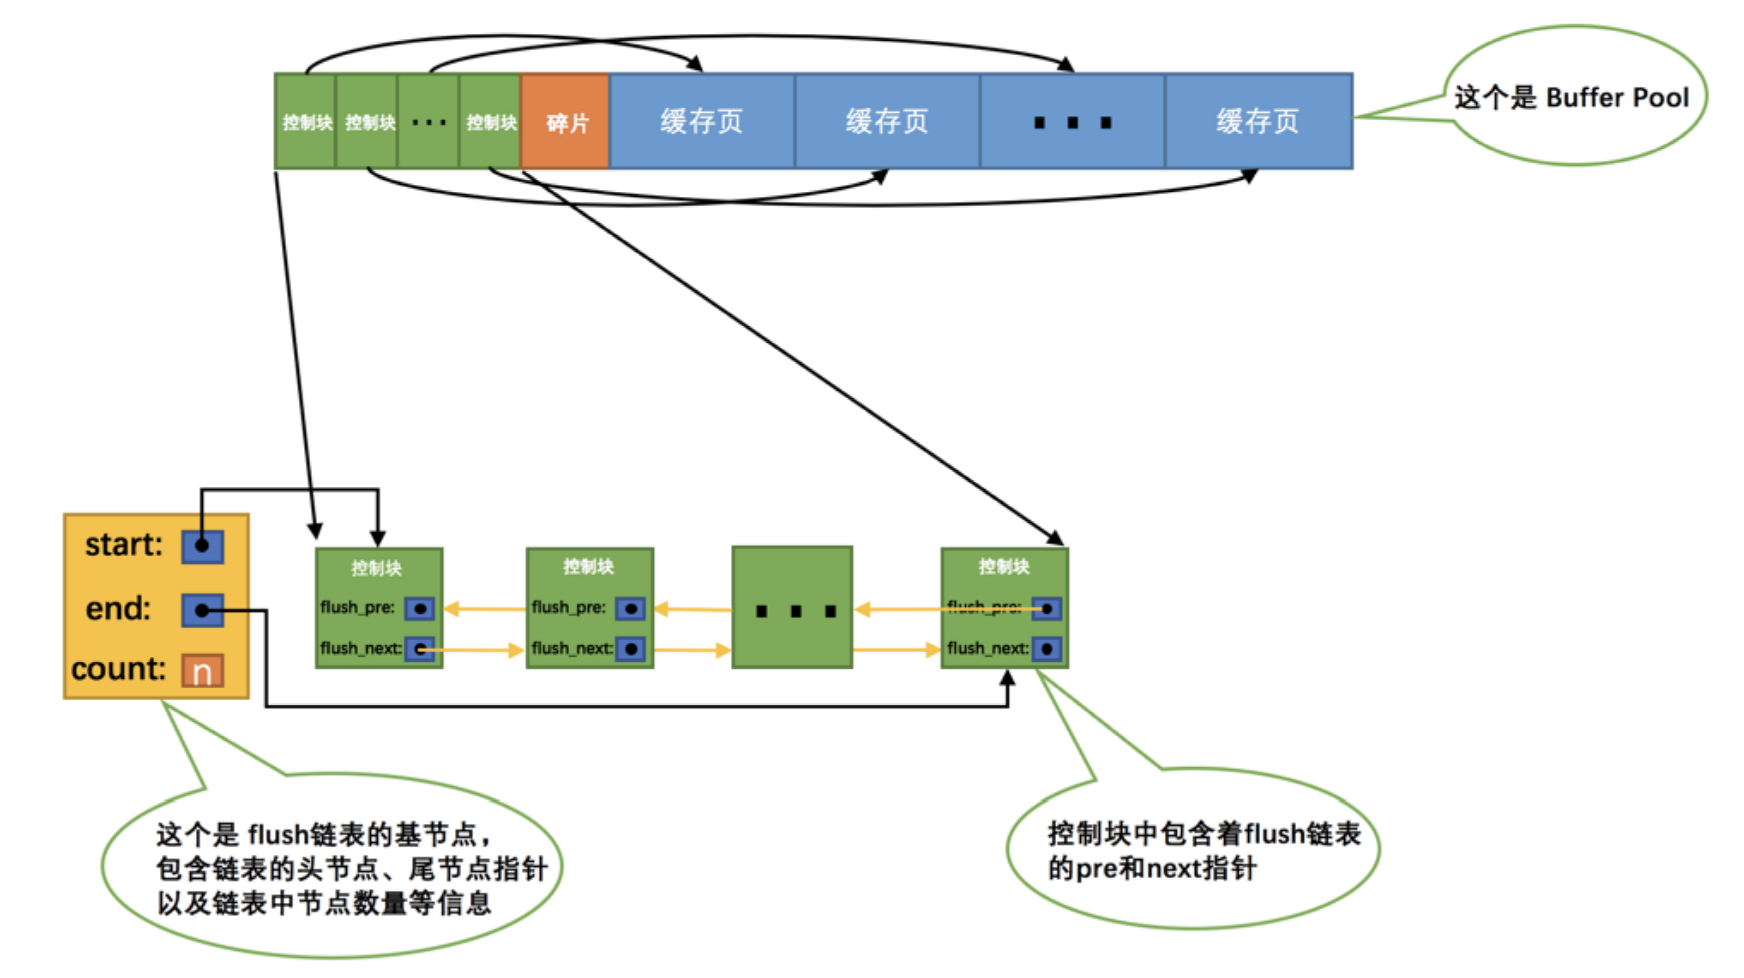 控制块 控制块 ··· 控制块 碎片 缓存页 缓存页 ··· 缓存页
这个是 Buffer Pool
start:
end:
count: n
控制块
flush_pre:
flush_next:
控制块
flush_pre:
flush_next:
···
控制块
flush_pre:
flush_next:
这个是 flush链表的基节点，
包含链表的头节点、尾节点指针
以及链表中节点数量等信息
控制块中包含着flush链表
的pre和next指针